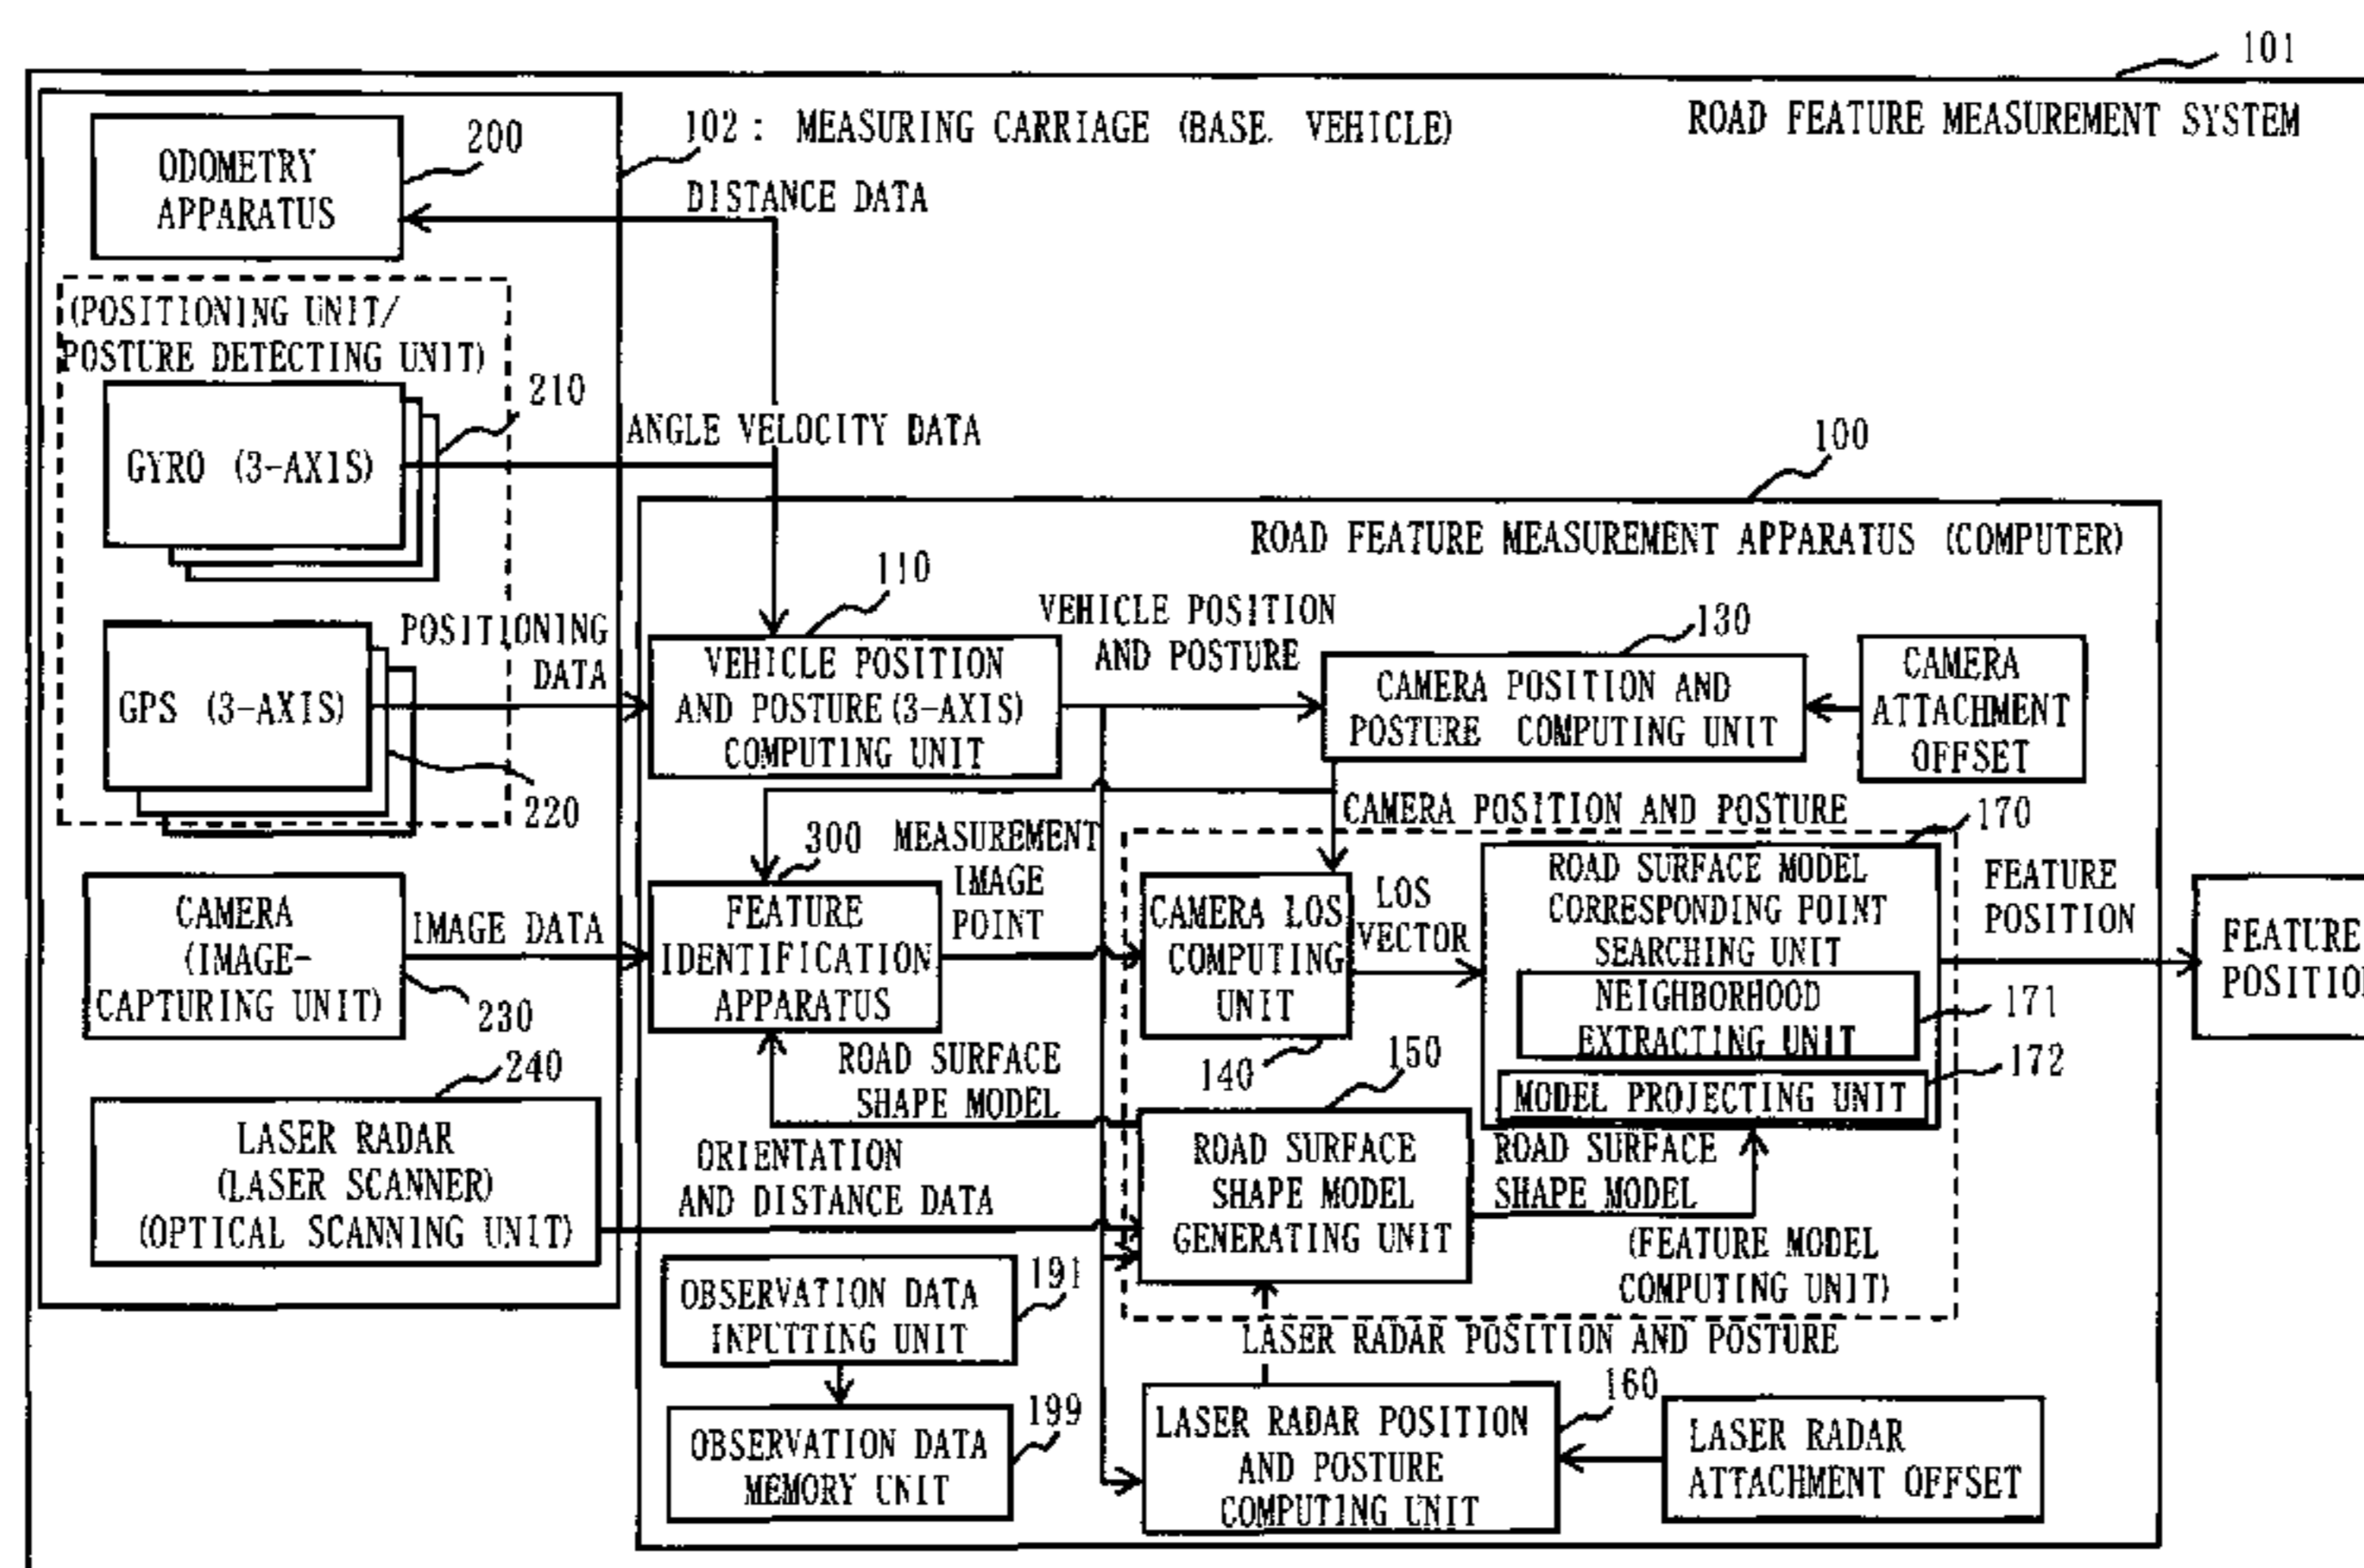 101
ROAD FEATURE MEASUREMENT SYSTEM
102: MEASURING CARRIAGE (BASE. VEHICLE)
200
ODOMETRY
APPARATUS
DISTANCE DATA
(POSITIONING UNIT/
POSTURE DETECTING UNIT)
210
GYRO (3-AXIS)
ANGLE VELOCITY DATA
100
ROAD FEATURE MEASUREMENT APPARATUS (COMPUTER)
GPS (3-AXIS)
220
POSITIONING
DATA
110
VEHICLE POSITION
AND POSTURE(3-AXIS)
COMPUTING UNIT
VEHICLE POSITION
AND POSTURE
130
CAMERA POSITION AND
POSTURE COMPUTING UNIT
CAMERA
ATTACHMENT
OFFSET
CAMERA POSITION AND POSTURE
CAMERA
(IMAGE-
CAPTURING UNIT)
230
IMAGE DATA
300
FEATURE
IDENTIFICATION
APPARATUS
MEASUREMENT
IMAGE
POINT
CAMERA LOS
COMPUTING
UNIT
140
LOS
VECTOR
170
ROAD SURFACE MODEL
CORRESPONDING POINT
SEARCHING UNIT
NEIGHBORHOOD
EXTRACTING UNIT
171
MODEL PROJECTING UNIT
172
FEATURE
POSITION
FEATURE
POSITIO
240
LASER RADAR
(LASER SCANNER)
(OPTICAL SCANNING UNIT)
ROAD SURFACE
SHAPE MODEL
ORIENTATION
AND DISTANCE DATA
150
ROAD SURFACE
SHAPE MODEL
GENERATING UNIT
ROAD SURFACE
SHAPE MODEL
(FEATURE MODEL
COMPUTING UNIT)
191
OBSERVATION DATA
INPUTTING UNIT
199
OBSERVATION DATA
MEMORY UNIT
LASER RADAR POSITION AND POSTURE
160
LASER RADAR POSITION
AND POSTURE
COMPUTING UNIT
LASER RADAR
ATTACHMENT OFFSET